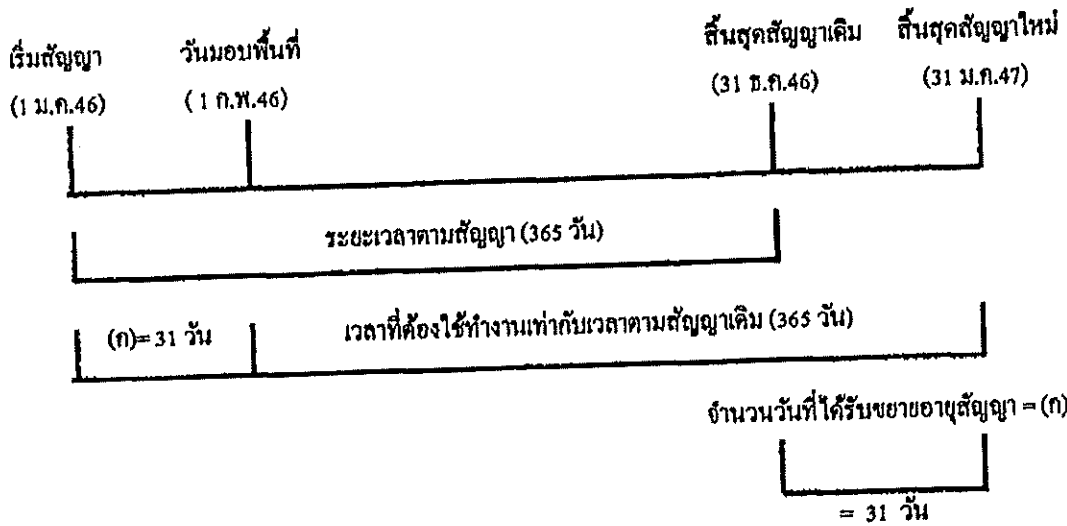 เริ่มสัญญา วันมอบพื้นที่ สิ้นสุดสัญญาเดิม สิ้นสุดสัญญาใหม่
(1 ม.ค.46) ( 1 ก.พ.46) (31 ธ.ค.46) (31 ม.ค.47)
ระยะเวลาตามสัญญา (365 วัน)
(ก)= 31 วัน เวลาที่ต้องใช้ทำงานเท่ากับเวลาตามสัญญาเดิม (365 วัน)
จำนวนวันที่ได้รับขยายอายุสัญญา = (ก)
= 31 วัน